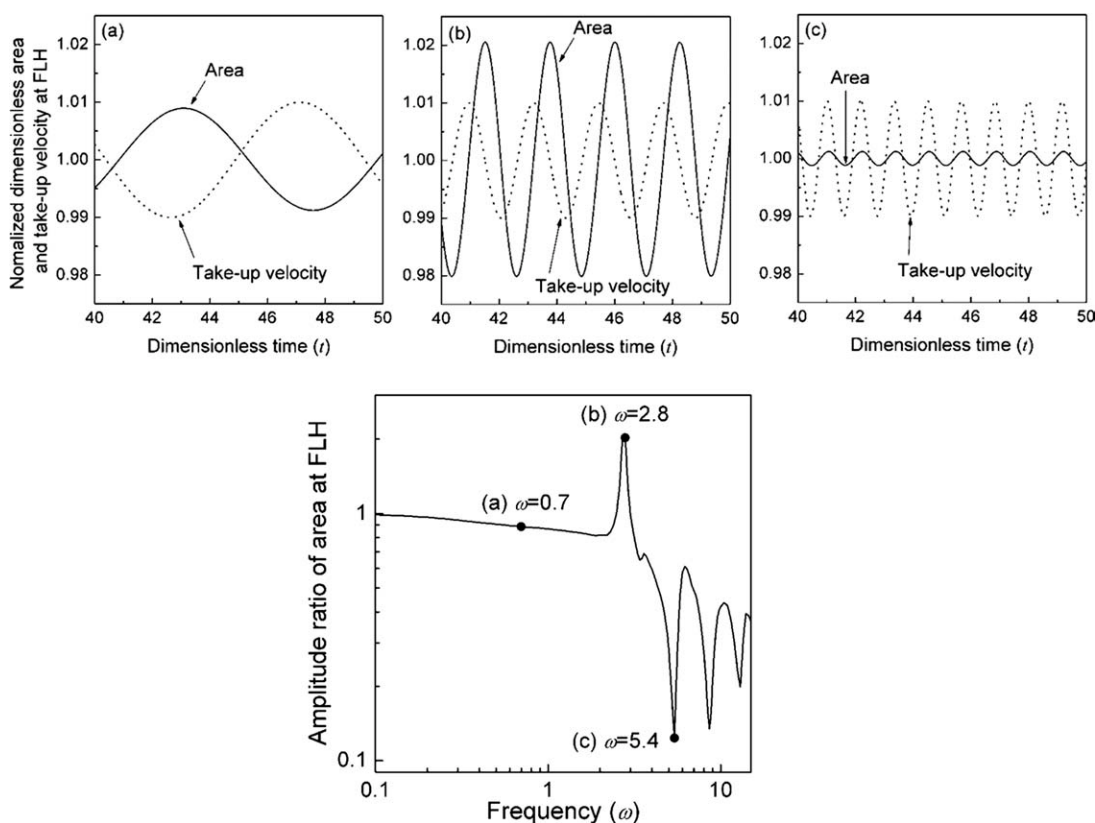 Nomalized dimensionless area
and take-up velocity at FLH
(a)
1.02
1.01
1.00
0.99
0.98
Area
Take-up velocity
40 42 44 46 48 50
Dimensionless time (t)
(b)
1.02
1.01
1.00
0.99
0.98
Area
Take-up velocity
40 42 44 46 48 50
Dimensionless time (t)
(c)
1.02
1.01
1.00
0.99
0.98
Area
Take-up velocity
40 42 44 46 48 50
Dimensionless time (t)
Amplitude ratio of area at FLH
(b) ω=2.8
(a) ω=0.7
1
(c) ω=5.4
0.1
0.1 1 10
Frequency (ω)